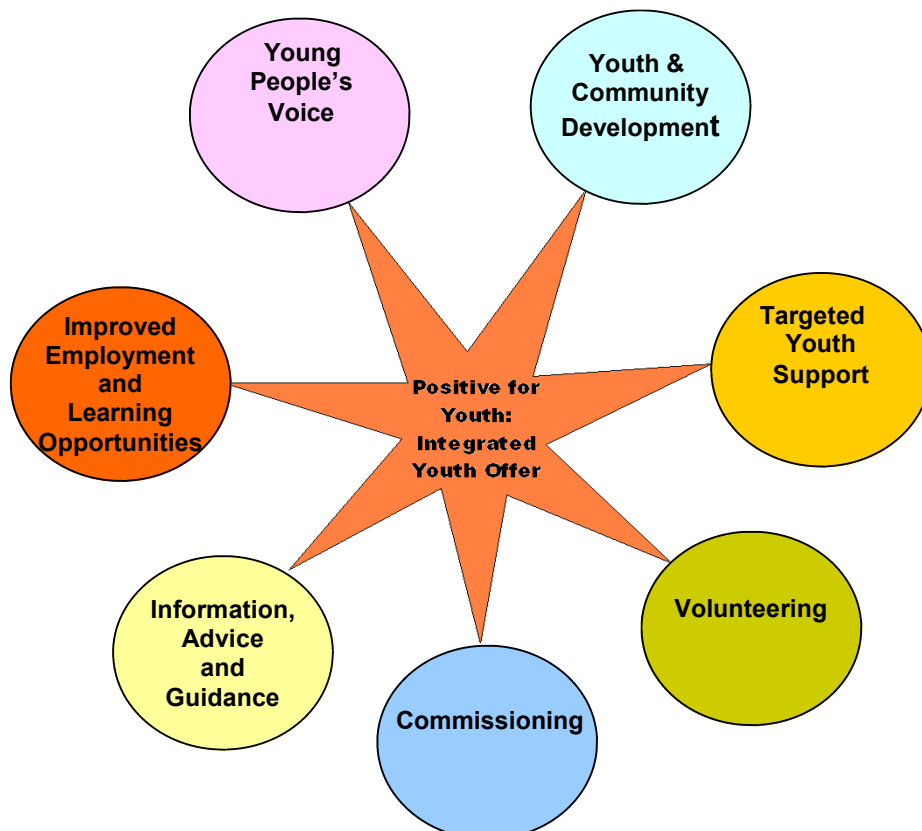 Young
People's
Voice
Youth &
Community
Development
Improved
Employment
and
Learning
Opportunities
Targeted
Youth
Support
Positive for
Youth:
Integrated
Youth Offer
Information,
Advice
and
Guidance
Volunteering
Commissioning